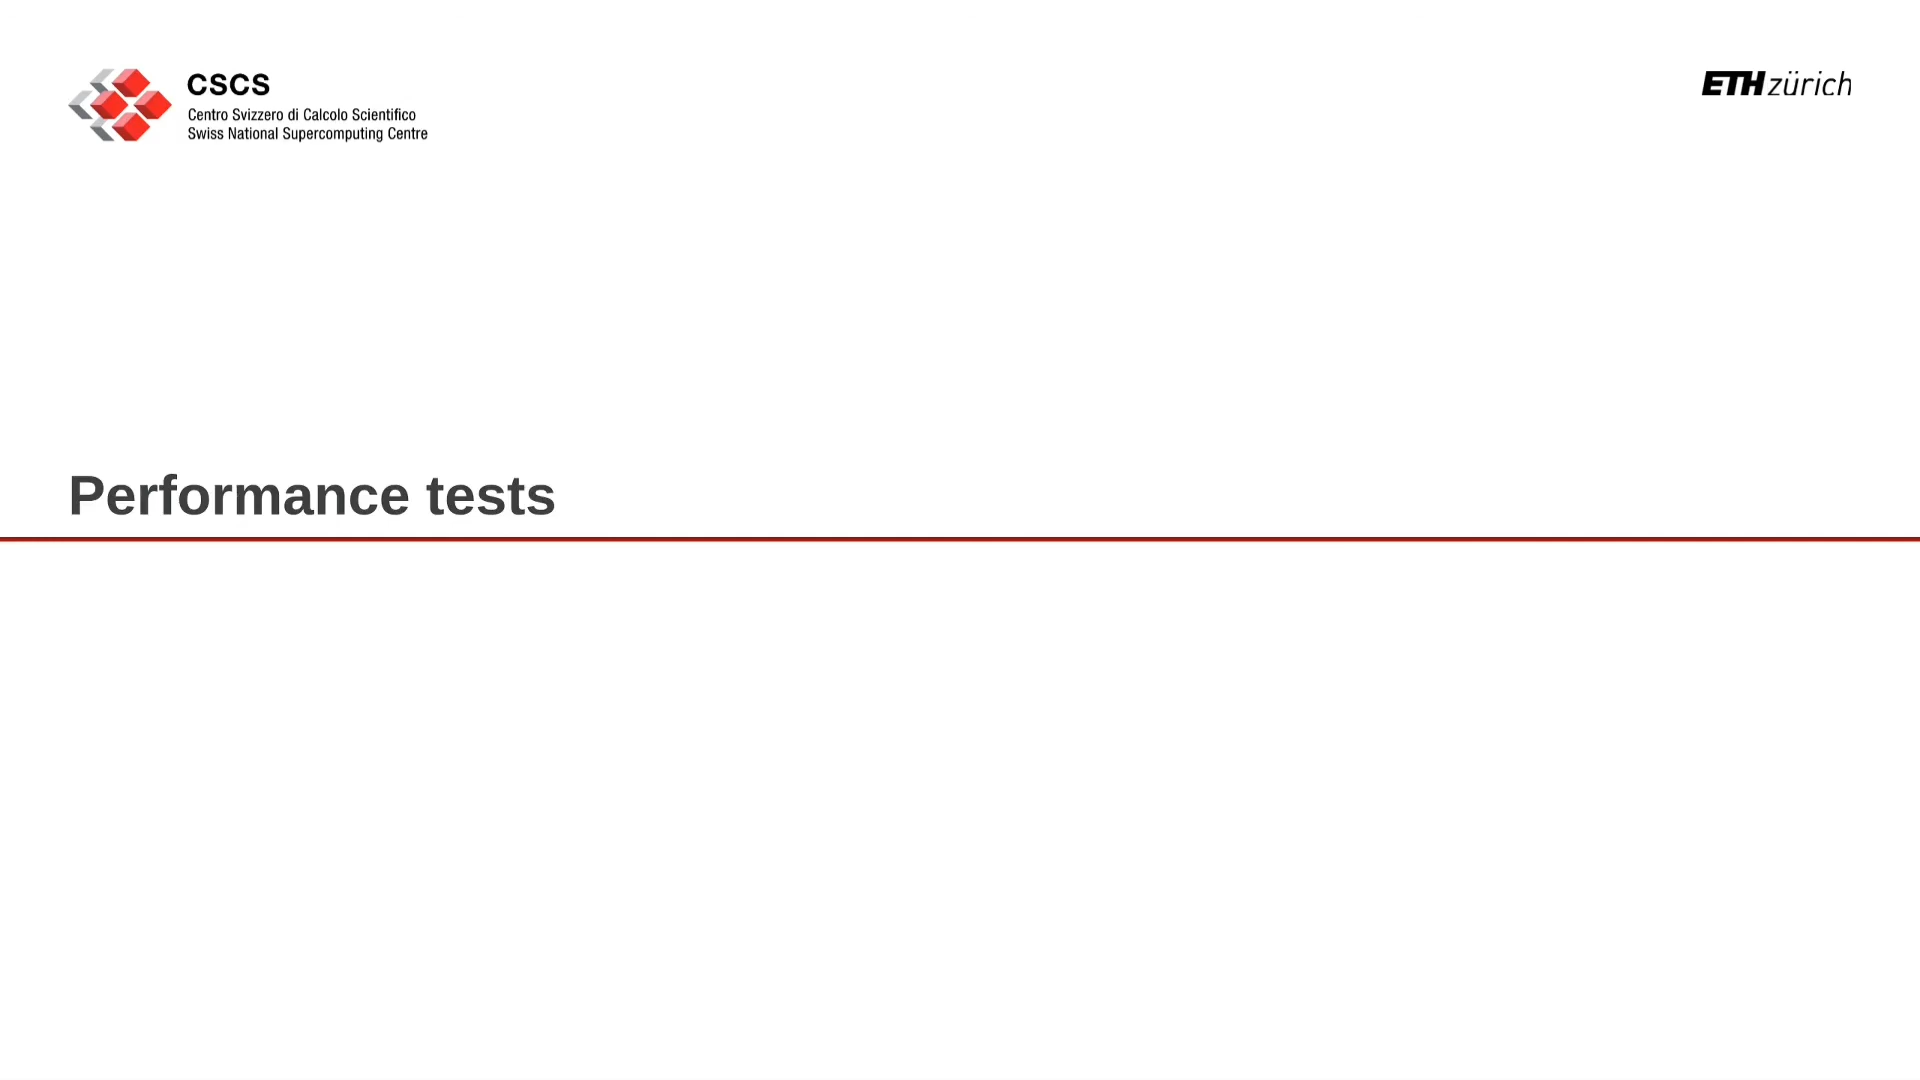 CSCS
Centro Svizzero di Calcolo Scientifico
Swiss National Supercomputing Centre
ETH zürich
Performance tests